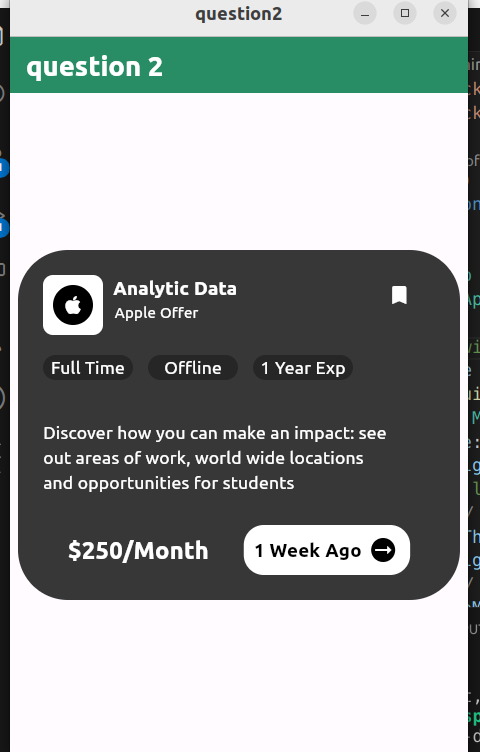 question2
question 2
Analytic Data
Apple Offer
Full Time
Offline
1 Year Exp
Discover how you can make an impact: see
out areas of work, world wide locations
and opportunities for students
$250/Month
1 Week Ago